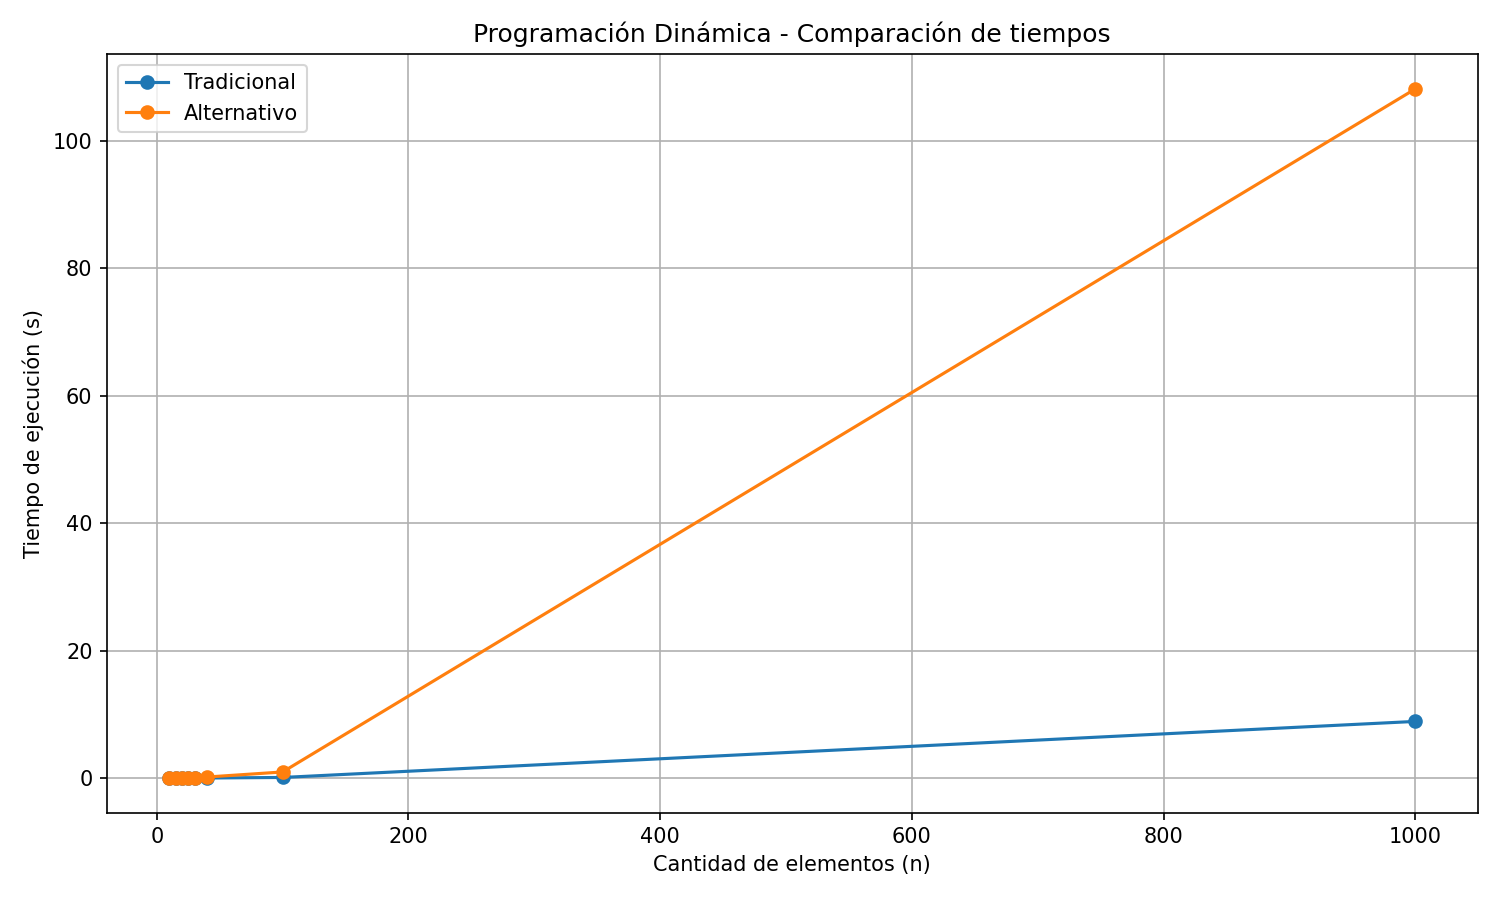 Programación Dinámica - Comparación de tiempos
Tradicional
Alternativo
Tiempo de ejecución (s)
100
80
60
40
20
0
0 200 400 600 800 1000
Cantidad de elementos (n)